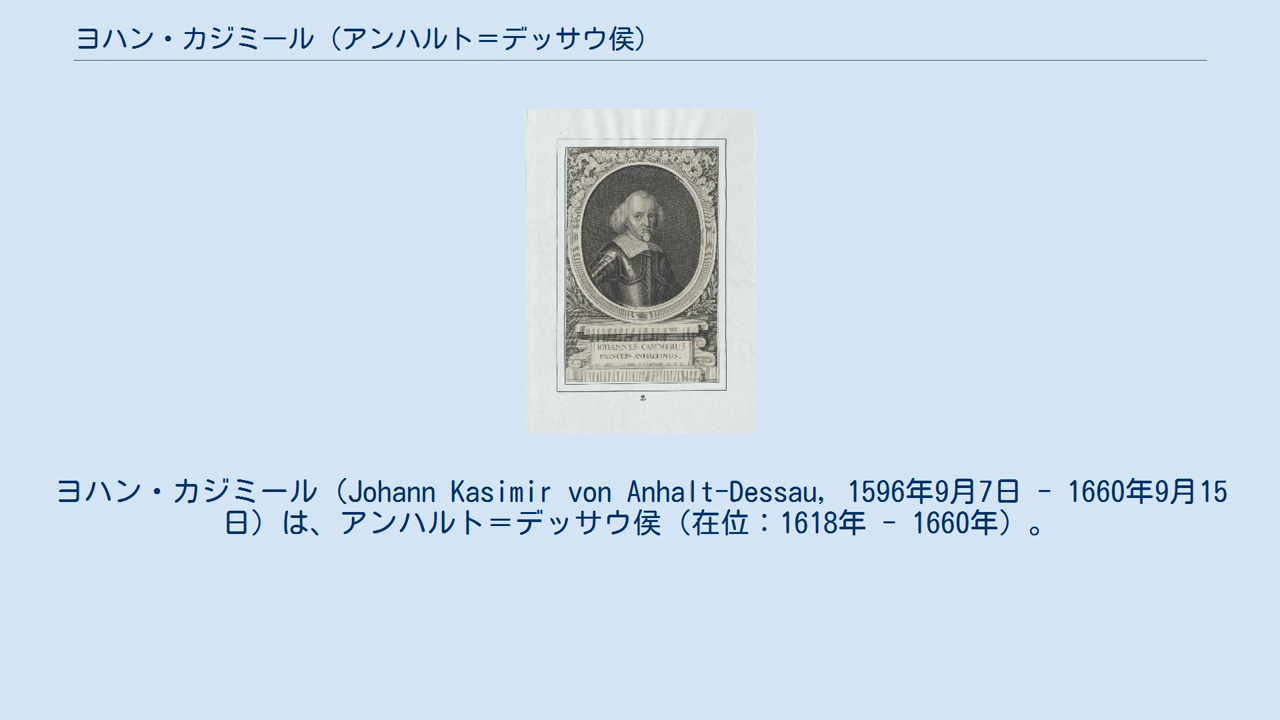 ヨハン・カジミール（アンハルト＝デッサウ侯）
IOHANNES CASIMIRUS
PRINCEPS ANHALTINUS.
ヨハン・カジミール（Johann Kasimir von Anhalt-Dessau, 1596年9月7日 - 1660年9月15
日）は、アンハルト＝デッサウ侯（在位：1618年 - 1660年）。